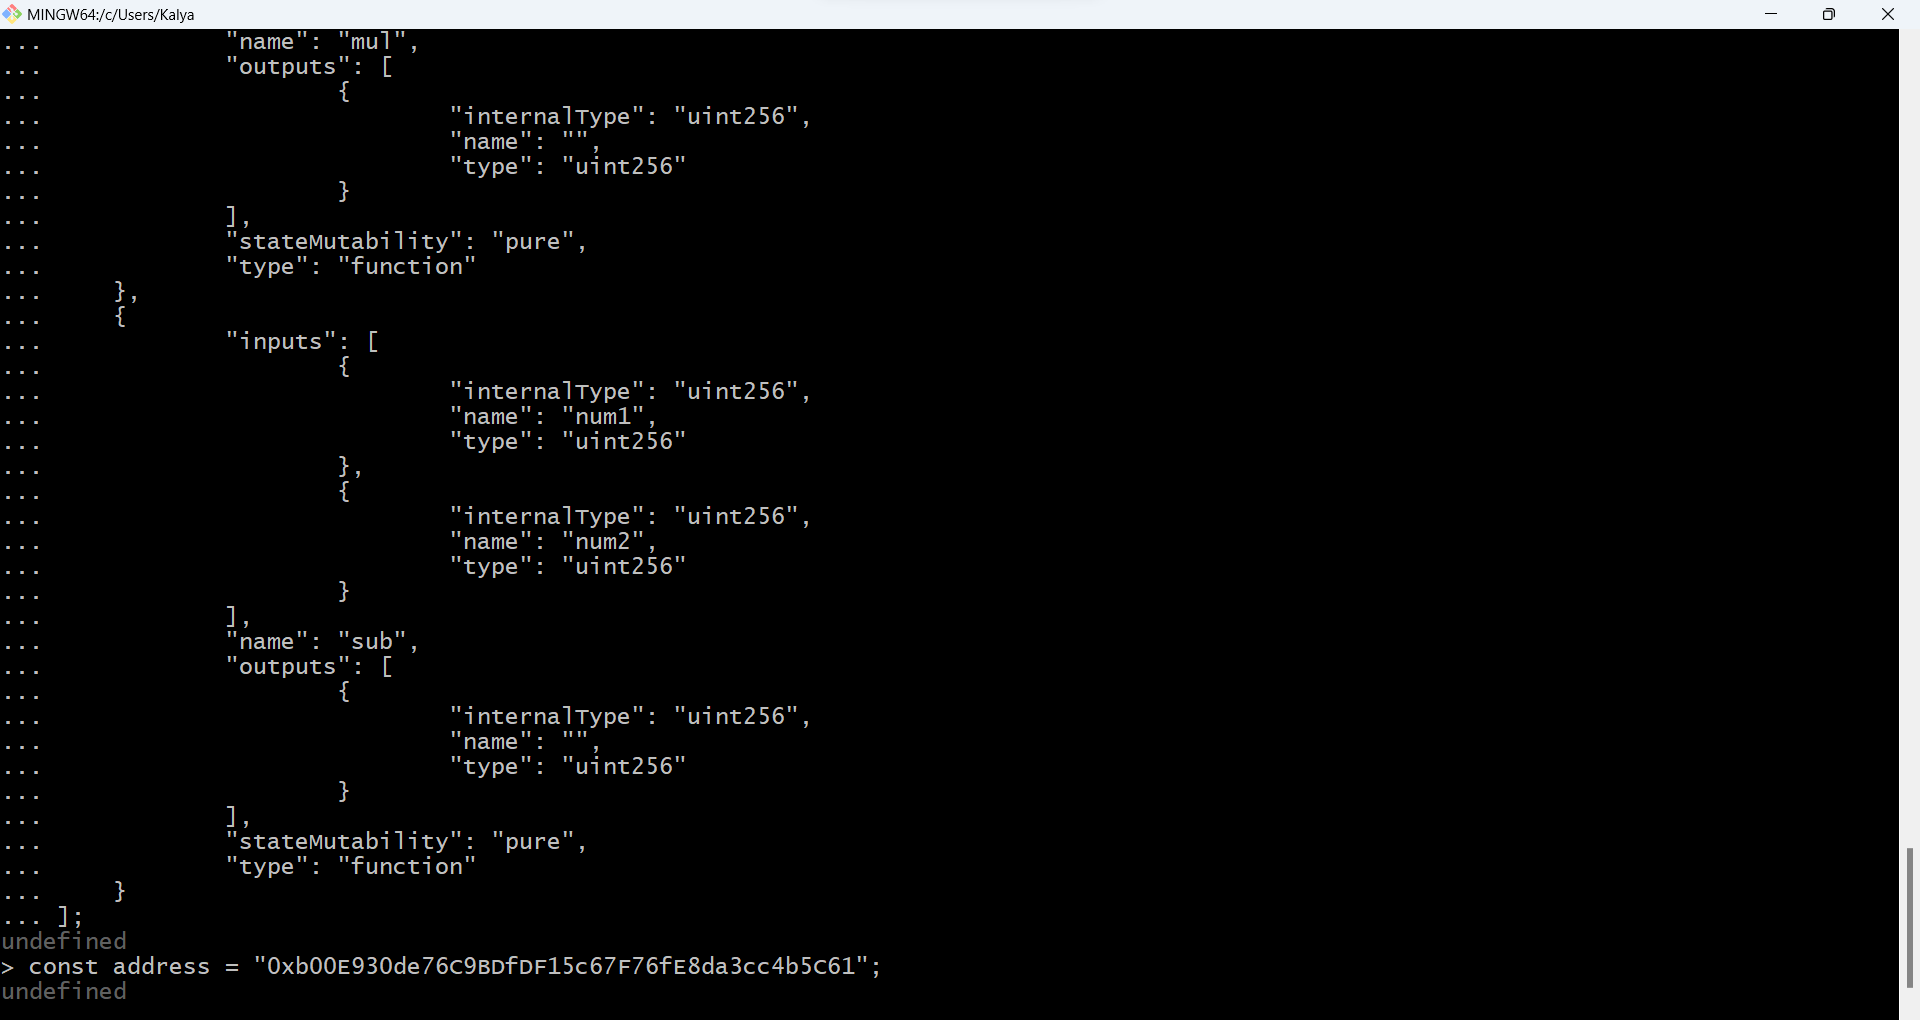 MINGW64:/c/Users/Kalya
... "name": "mul",
... "outputs": [
... {
... "internalType": "uint256",
... "name": "",
... "type": "uint256"
... }
... ],
... "stateMutability": "pure",
... "type": "function"
... },
... {
... "inputs": [
... {
... "internalType": "uint256",
... "name": "num1",
... "type": "uint256"
... },
... {
... "internalType": "uint256",
... "name": "num2",
... "type": "uint256"
... }
... ],
... "name": "sub",
... "outputs": [
... {
... "internalType": "uint256",
... "name": "",
... "type": "uint256"
... }
... ],
... "stateMutability": "pure",
... "type": "function"
... }
... ];
undefined
> const address = "0xb00E930de76C9BDfDF15c67F76fE8da3cc4b5C61";
undefined